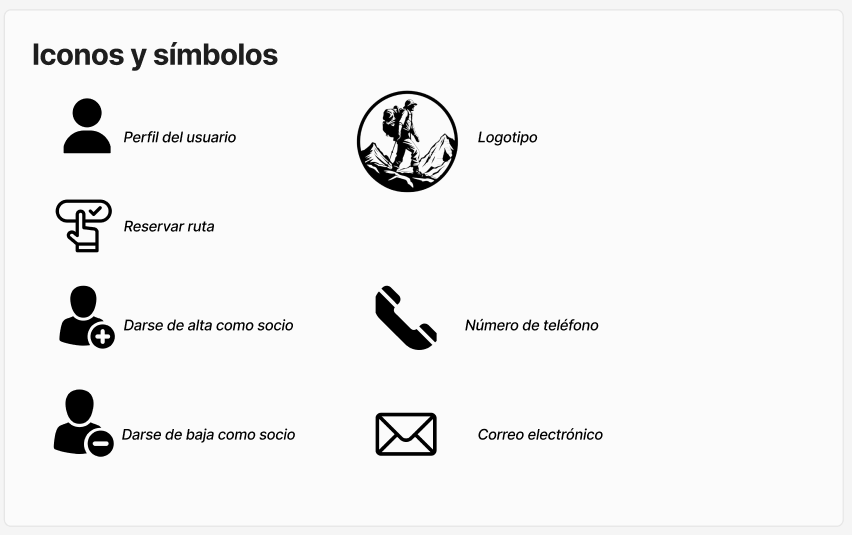 Iconos y símbolos
Perfil del usuario
Logotipo
Reservar ruta
Darse de alta como socio
Número de teléfono
Darse de baja como socio
Correo electrónico